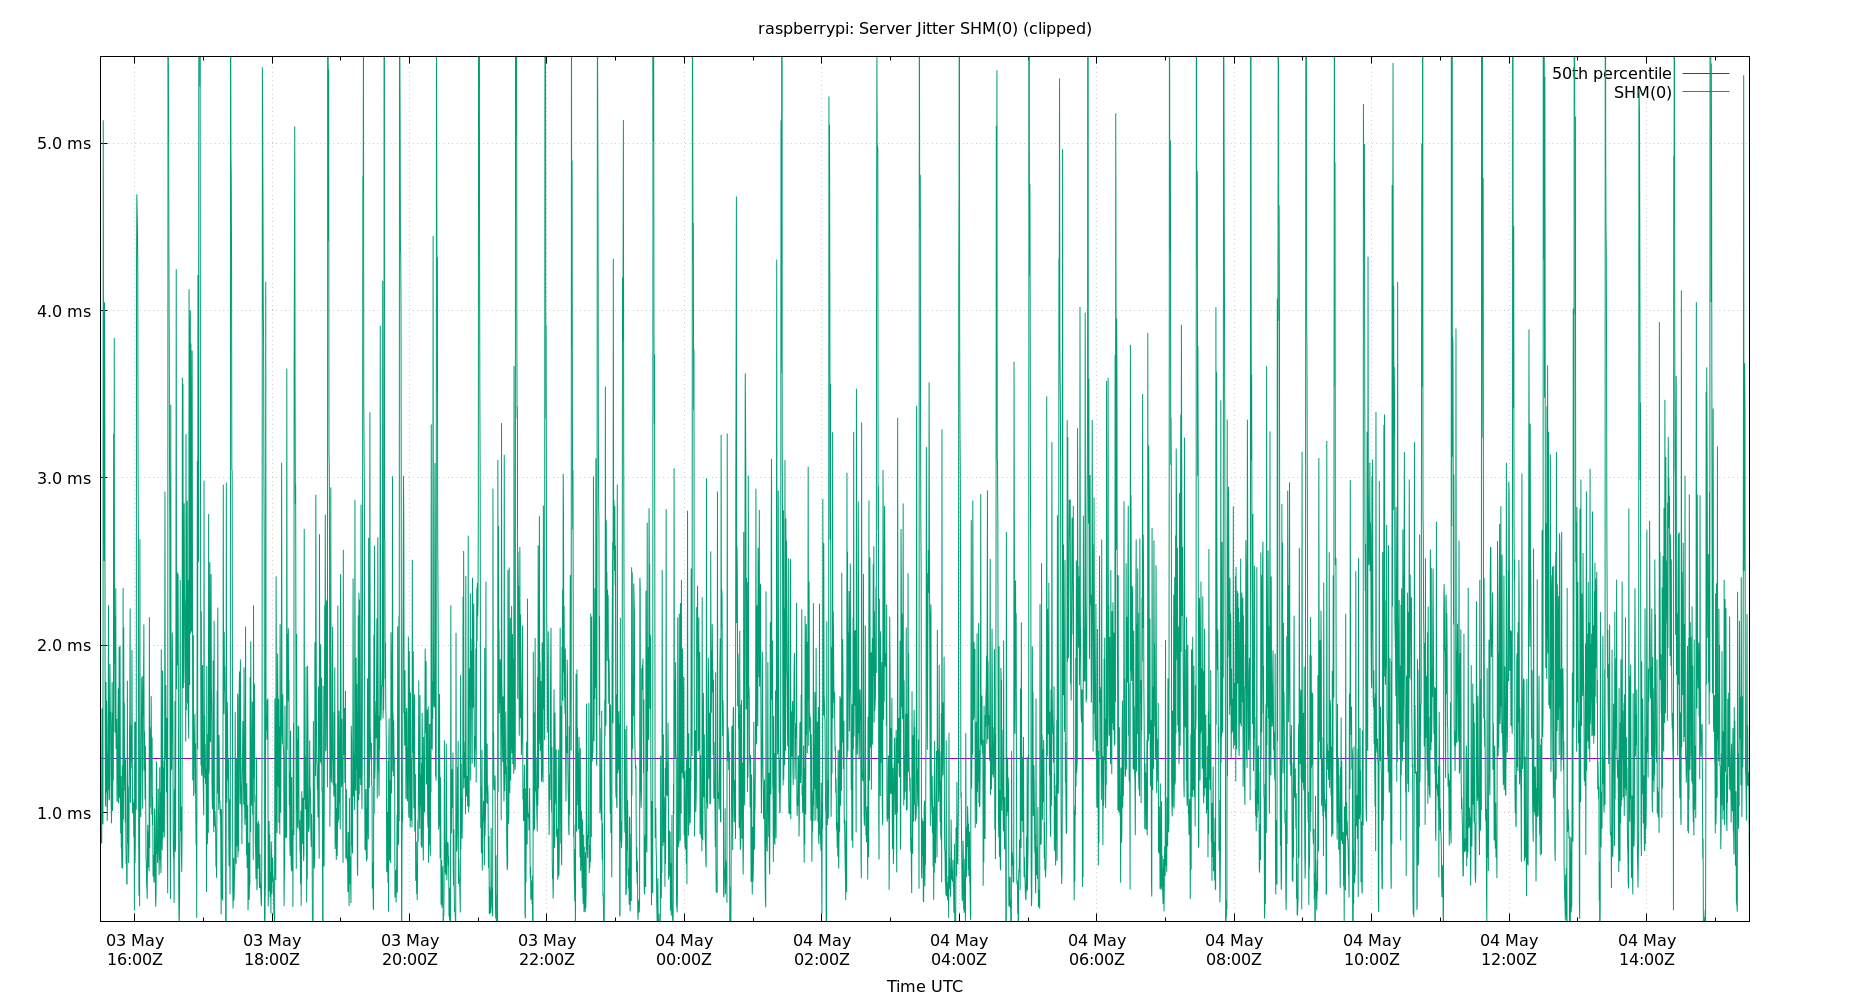 raspberrypi: Server Jitter SHM(0) (clipped)
50th percentile
SHM(0)
5.0 ms
4.0 ms
3.0 ms
2.0 ms
1.0 ms
03 May 03 May 03 May 03 May 04 May 04 May 04 May 04 May 04 May 04 May 04 May 04 May
16:00Z 18:00Z 20:00Z 22:00Z 00:00Z 02:00Z 04:00Z 06:00Z 08:00Z 10:00Z 12:00Z 14:00Z
Time UTC